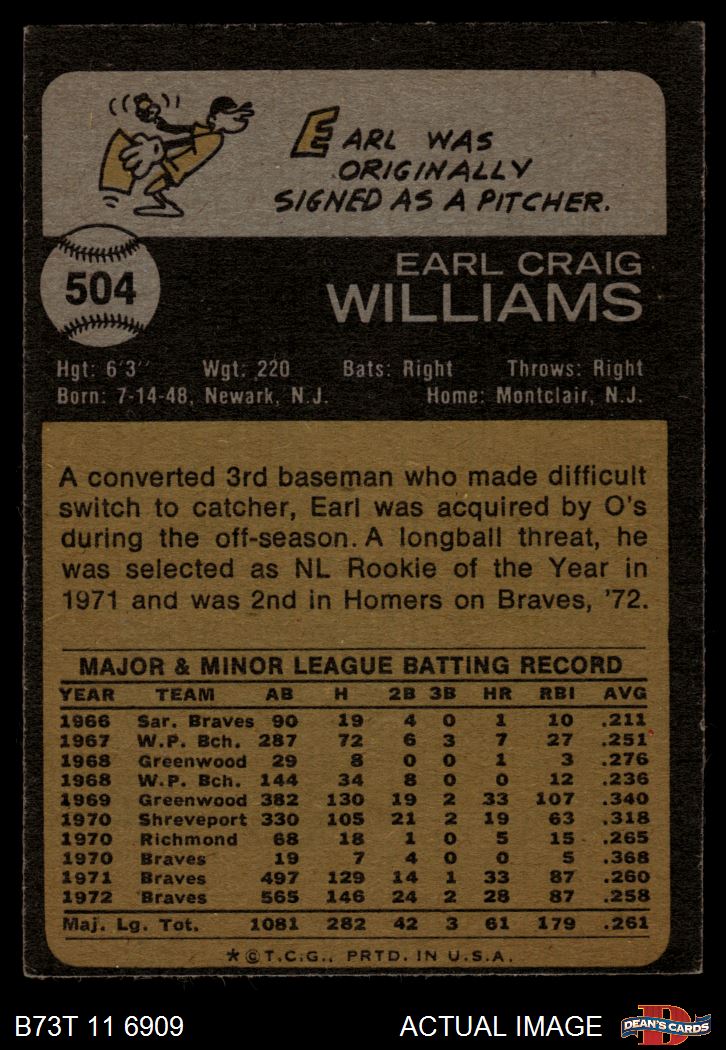 EARL WAS
ORIGINALLY
SIGNED AS A PITCHER.
504
EARL CRAIG
WILLIAMS
Hgt: 6'3" Wgt: 220 Bats: Right Throws: Right
Born: 7-14-48, Newark, N.J. Home: Montclair, N.J.
A converted 3rd baseman who made difficult
switch to catcher, Earl was acquired by O's
during the off-season. A longball threat, he
was selected as NL Rookie of the Year in
1971 and was 2nd in Homers on Braves, '72.
MAJOR & MINOR LEAGUE BATTING RECORD
YEAR TEAM AB H 2B 3B HR RBI AVG
1966 Sar. Braves 90 19 4 0 1 10 .211
1967 W.P. Bch. 287 72 6 3 7 27 .251
1968 Greenwood 29 8 0 0 1 3 .276
1968 W.P. Bch. 144 34 8 0 0 12 .236
1969 Greenwood 382 130 19 2 33 107 .340
1970 Shreveport 330 105 21 2 19 63 .318
1970 Richmond 68 18 1 0 5 15 .265
1970 Braves 19 7 4 0 0 5 .368
1971 Braves 497 129 14 1 33 87 .260
1972 Braves 565 146 24 2 28 87 .258
Maj. Lg. Tot. 1081 282 42 3 61 179 .261
*©T.C.G., PRTD. IN U.S.A.
B73T 11 6909 ACTUAL IMAGE DEAN'S CARDS